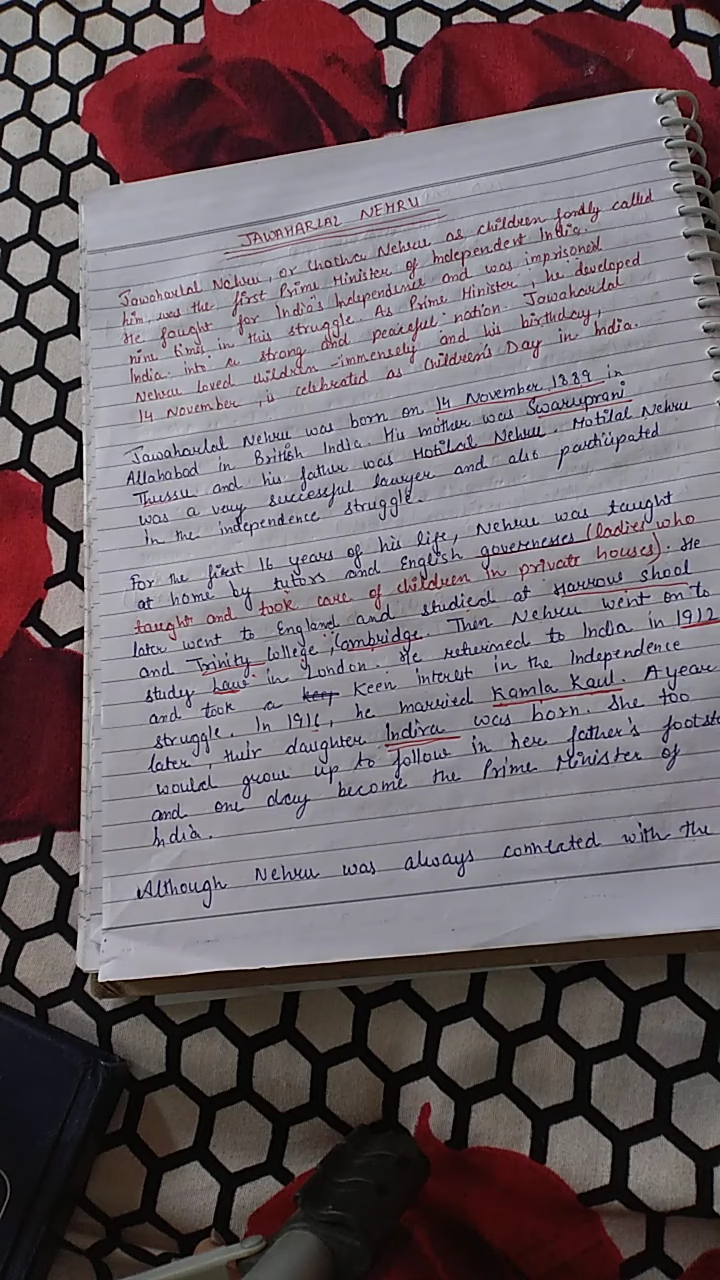 JAWAHARLAL NEHRU
Jawaharlal Nehru, or Chacha Nehru as children fondly called
him was the first Prime Minister of Independent India.
He fought for India's Independence and was imprisoned
nine times in this struggle. As Prime Minister, he developed
India into a strong and peaceful nation. Jawaharlal
Nehru loved children immensely and his birthday,
14 November, is celebrated as Children's Day in India.
Jawaharlal Nehru was born on 14 November 1889 in
Allahabad in British India. His mother was Swaruprani
Thussu and his father was Motilal Nehru. Motilal Nehru
was a very successful lawyer and also participated
in the independence struggle.
For the first 16 years of his life, Nehru was taught
at home by tutors and English governesses (ladies who
taught and took care of children in private houses). He
later went to England and studied at Harrous shool
and Trinity College, Cambridge. Then Nehru went on to
study Law in London. He returned to India in 1912
and took a keep Keen interest in the Independence
struggle. In 1916, he married Kamla Kaul. A year
later, their daughter Indira was born. She too
would grow up to follow in her father's footste
and one day become the Prime Minister of
India.
Although Nehru was always conntated with the